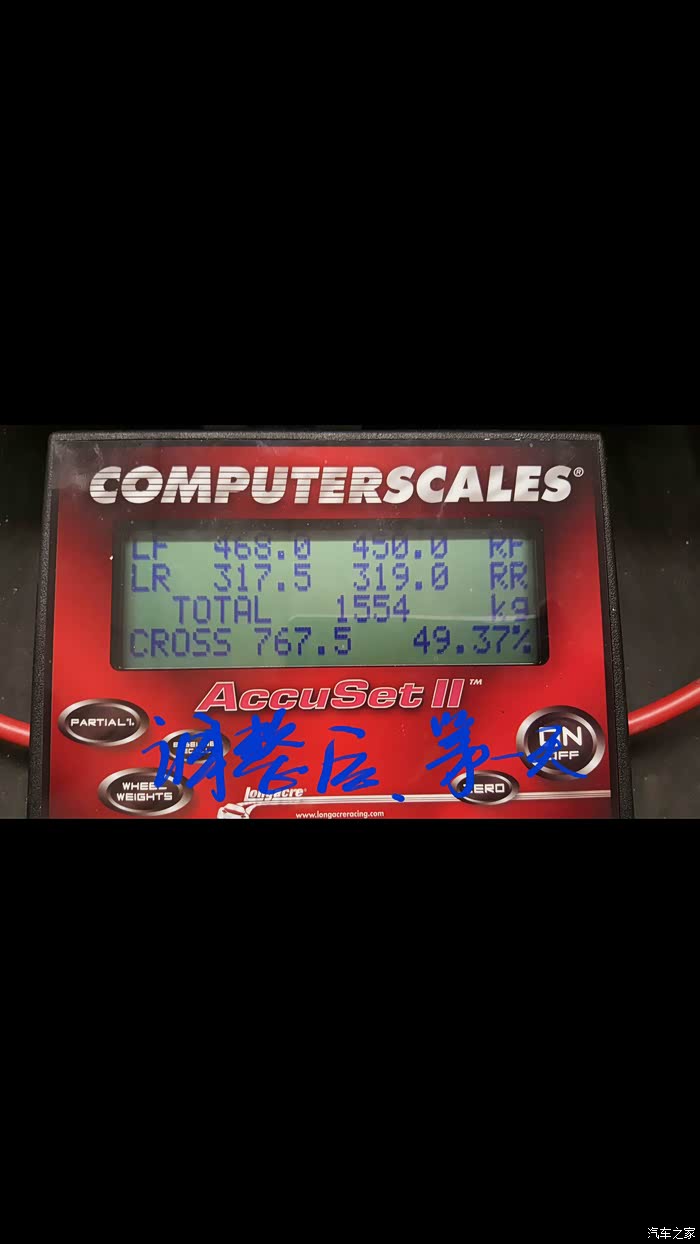 COMPUTERSCALES®
LF 468.0 450.0 RF
LR 317.5 319.0 RR
TOTAL 1554 kg
CROSS 767.5 49.37%
AccuSet II™
PARTIAL%
ON
OFF
调整后、第一天
WHEEL
WEIGHTS
ZERO
Longacre®
www.longacreracing.com
汽车之家